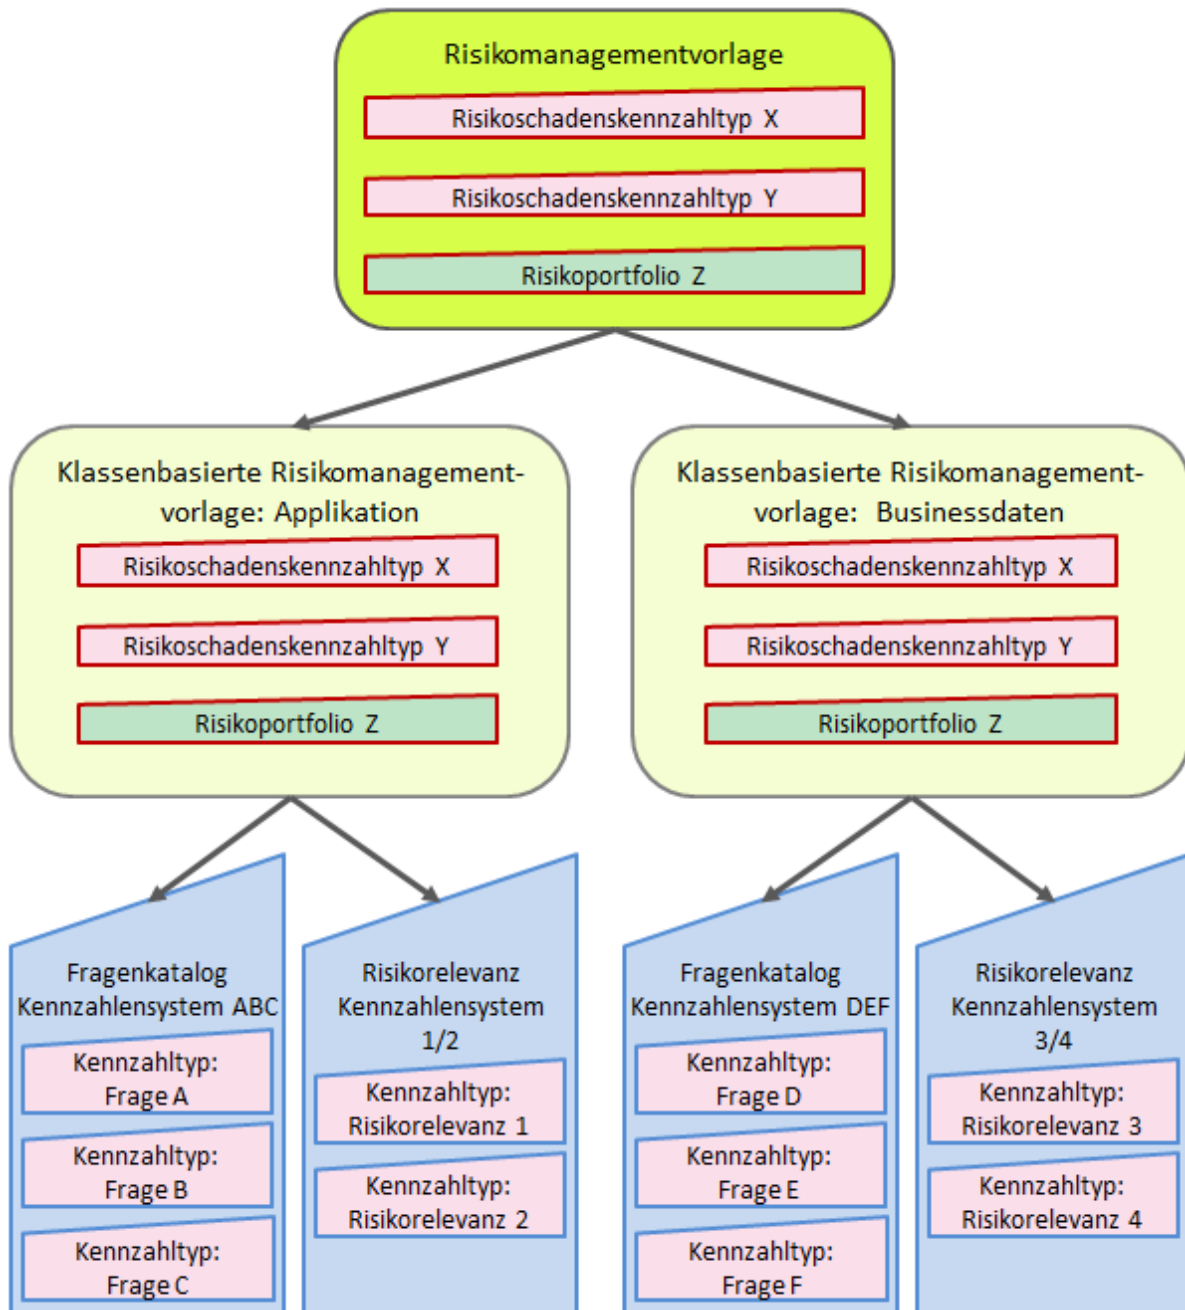 Risikomanagementvorlage
Risikoschadenskennzahltyp X
Risikoschadenskennzahltyp Y
Risikoportfolio Z
Klassenbasierte Risikomanagement-
vorlage: Applikation
Risikoschadenskennzahltyp X
Risikoschadenskennzahltyp Y
Risikoportfolio Z
Klassenbasierte Risikomanagement-
vorlage: Businessdaten
Risikoschadenskennzahltyp X
Risikoschadenskennzahltyp Y
Risikoportfolio Z
Fragenkatalog
Kennzahlensystem ABC
Kennzahltyp:
Frage A
Kennzahltyp:
Frage B
Kennzahltyp:
Frage C
Risikorelevanz
Kennzahlensystem
1/2
Kennzahltyp:
Risikorelevanz 1
Kennzahltyp:
Risikorelevanz 2
Fragenkatalog
Kennzahlensystem DEF
Kennzahltyp:
Frage D
Kennzahltyp:
Frage E
Kennzahltyp:
Frage F
Risikorelevanz
Kennzahlensystem
3/4
Kennzahltyp:
Risikorelevanz 3
Kennzahltyp:
Risikorelevanz 4